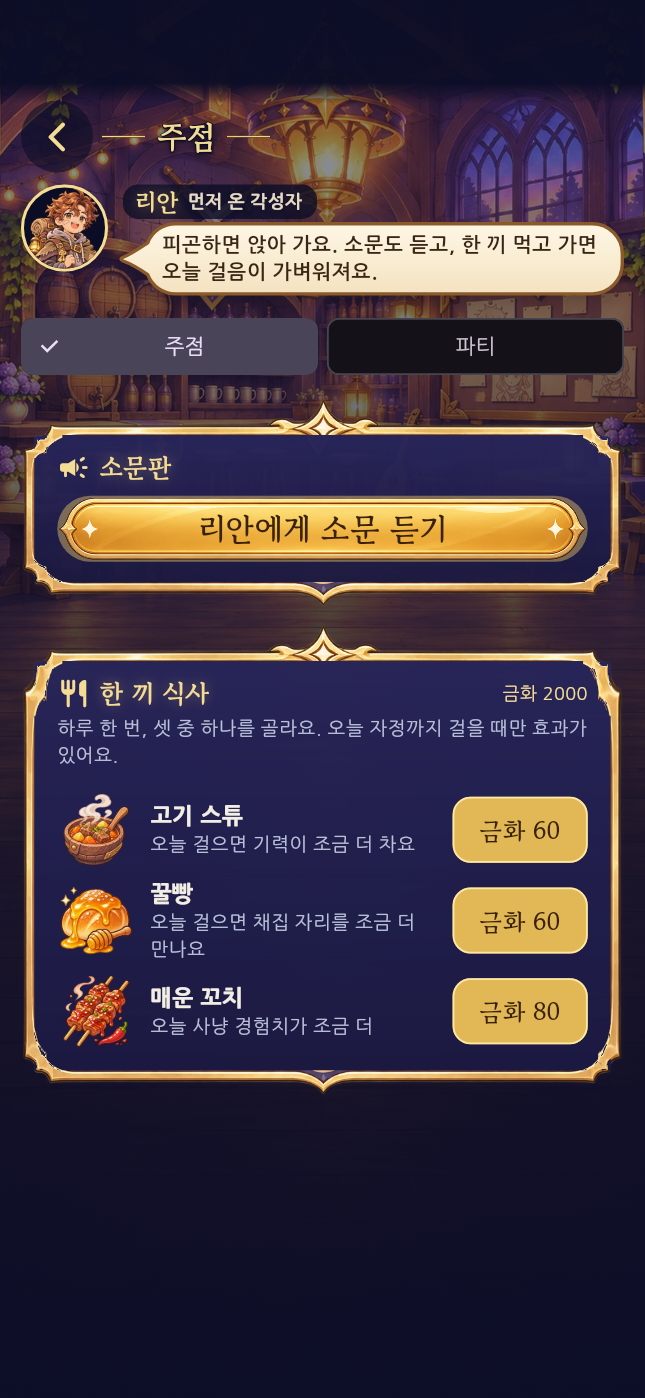 주점
리안 먼저 온 각성자
피곤하면 앉아 가요. 소문도 듣고, 한 끼 먹고 가면
오늘 걸음이 가벼워져요.
주점
파티
소문판
리안에게 소문 듣기
한 끼 식사
금화 2000
하루 한 번, 셋 중 하나를 골라요. 오늘 자정까지 걸을 때만 효과가
있어요.
고기 스튜
오늘 걸으면 기력이 조금 더 차요
금화 60
꿀빵
오늘 걸으면 채집 자리를 조금 더
만나요
금화 60
매운 꼬치
오늘 사냥 경험치가 조금 더
금화 80